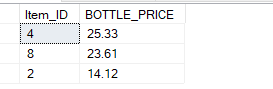 Item_ID BOTTLE_PRICE
4 25.33
8 23.61
2 14.12